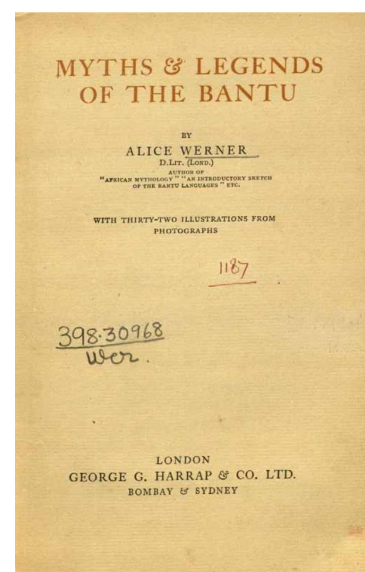 MYTHS & LEGENDS
OF THE BANTU
BY
ALICE WERNER
D.LIT. (LOND.)
AUTHOR OF
"AFRICAN MYTHOLOGY" "AN INTRODUCTORY SKETCH
OF THE BANTU LANGUAGES" ETC.
WITH THIRTY-TWO ILLUSTRATIONS FROM
PHOTOGRAPHS
1187
398.30968
Wer.
LONDON
GEORGE G. HARRAP & CO. LTD.
BOMBAY & SYDNEY